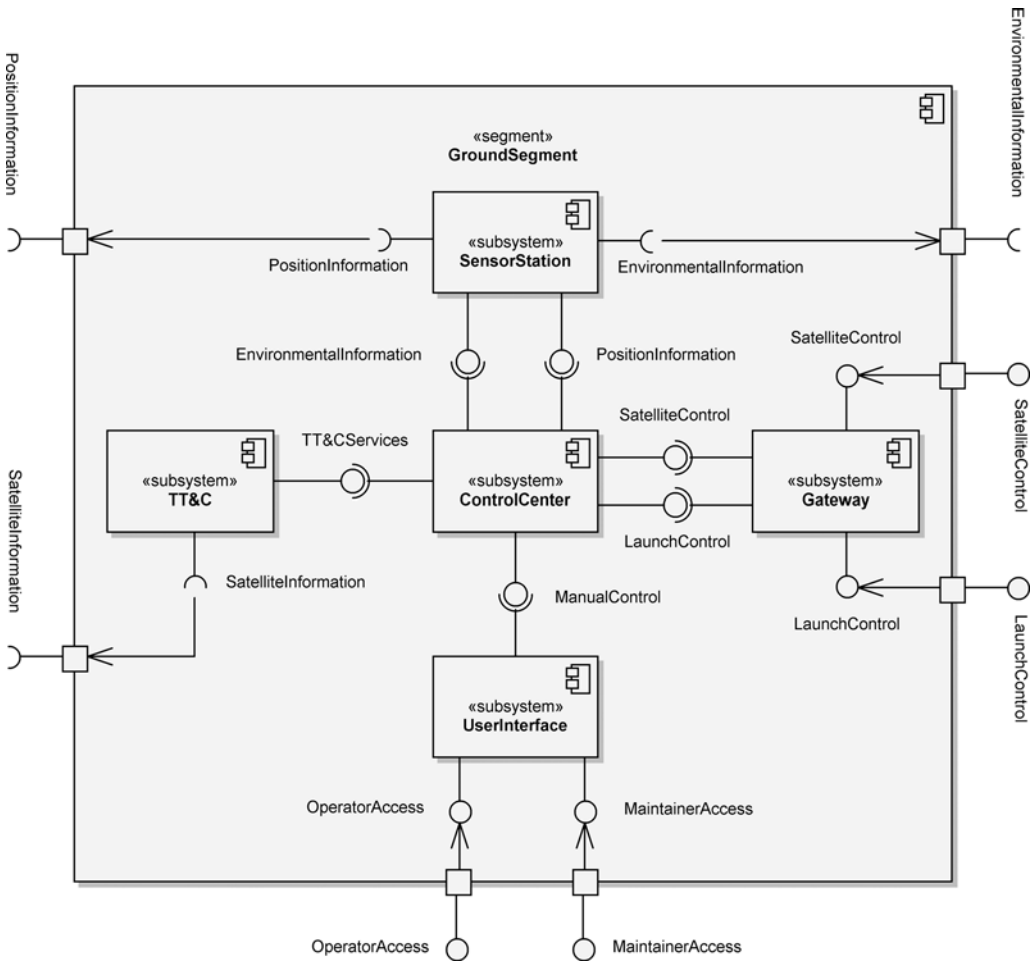 EnvironmentalInformation
PositionInformation
«segment»
GroundSegment
«subsystem»
SensorStation
PositionInformation
EnvironmentalInformation
EnvironmentalInformation
PositionInformation
SatelliteControl
SatelliteControl
SatelliteControl
TT&CServices
«subsystem»
TT&C
«subsystem»
ControlCenter
«subsystem»
Gateway
SatelliteInformation
LaunchControl
SatelliteInformation
ManualControl
LaunchControl
LaunchControl
«subsystem»
UserInterface
OperatorAccess
MaintainerAccess
OperatorAccess
MaintainerAccess